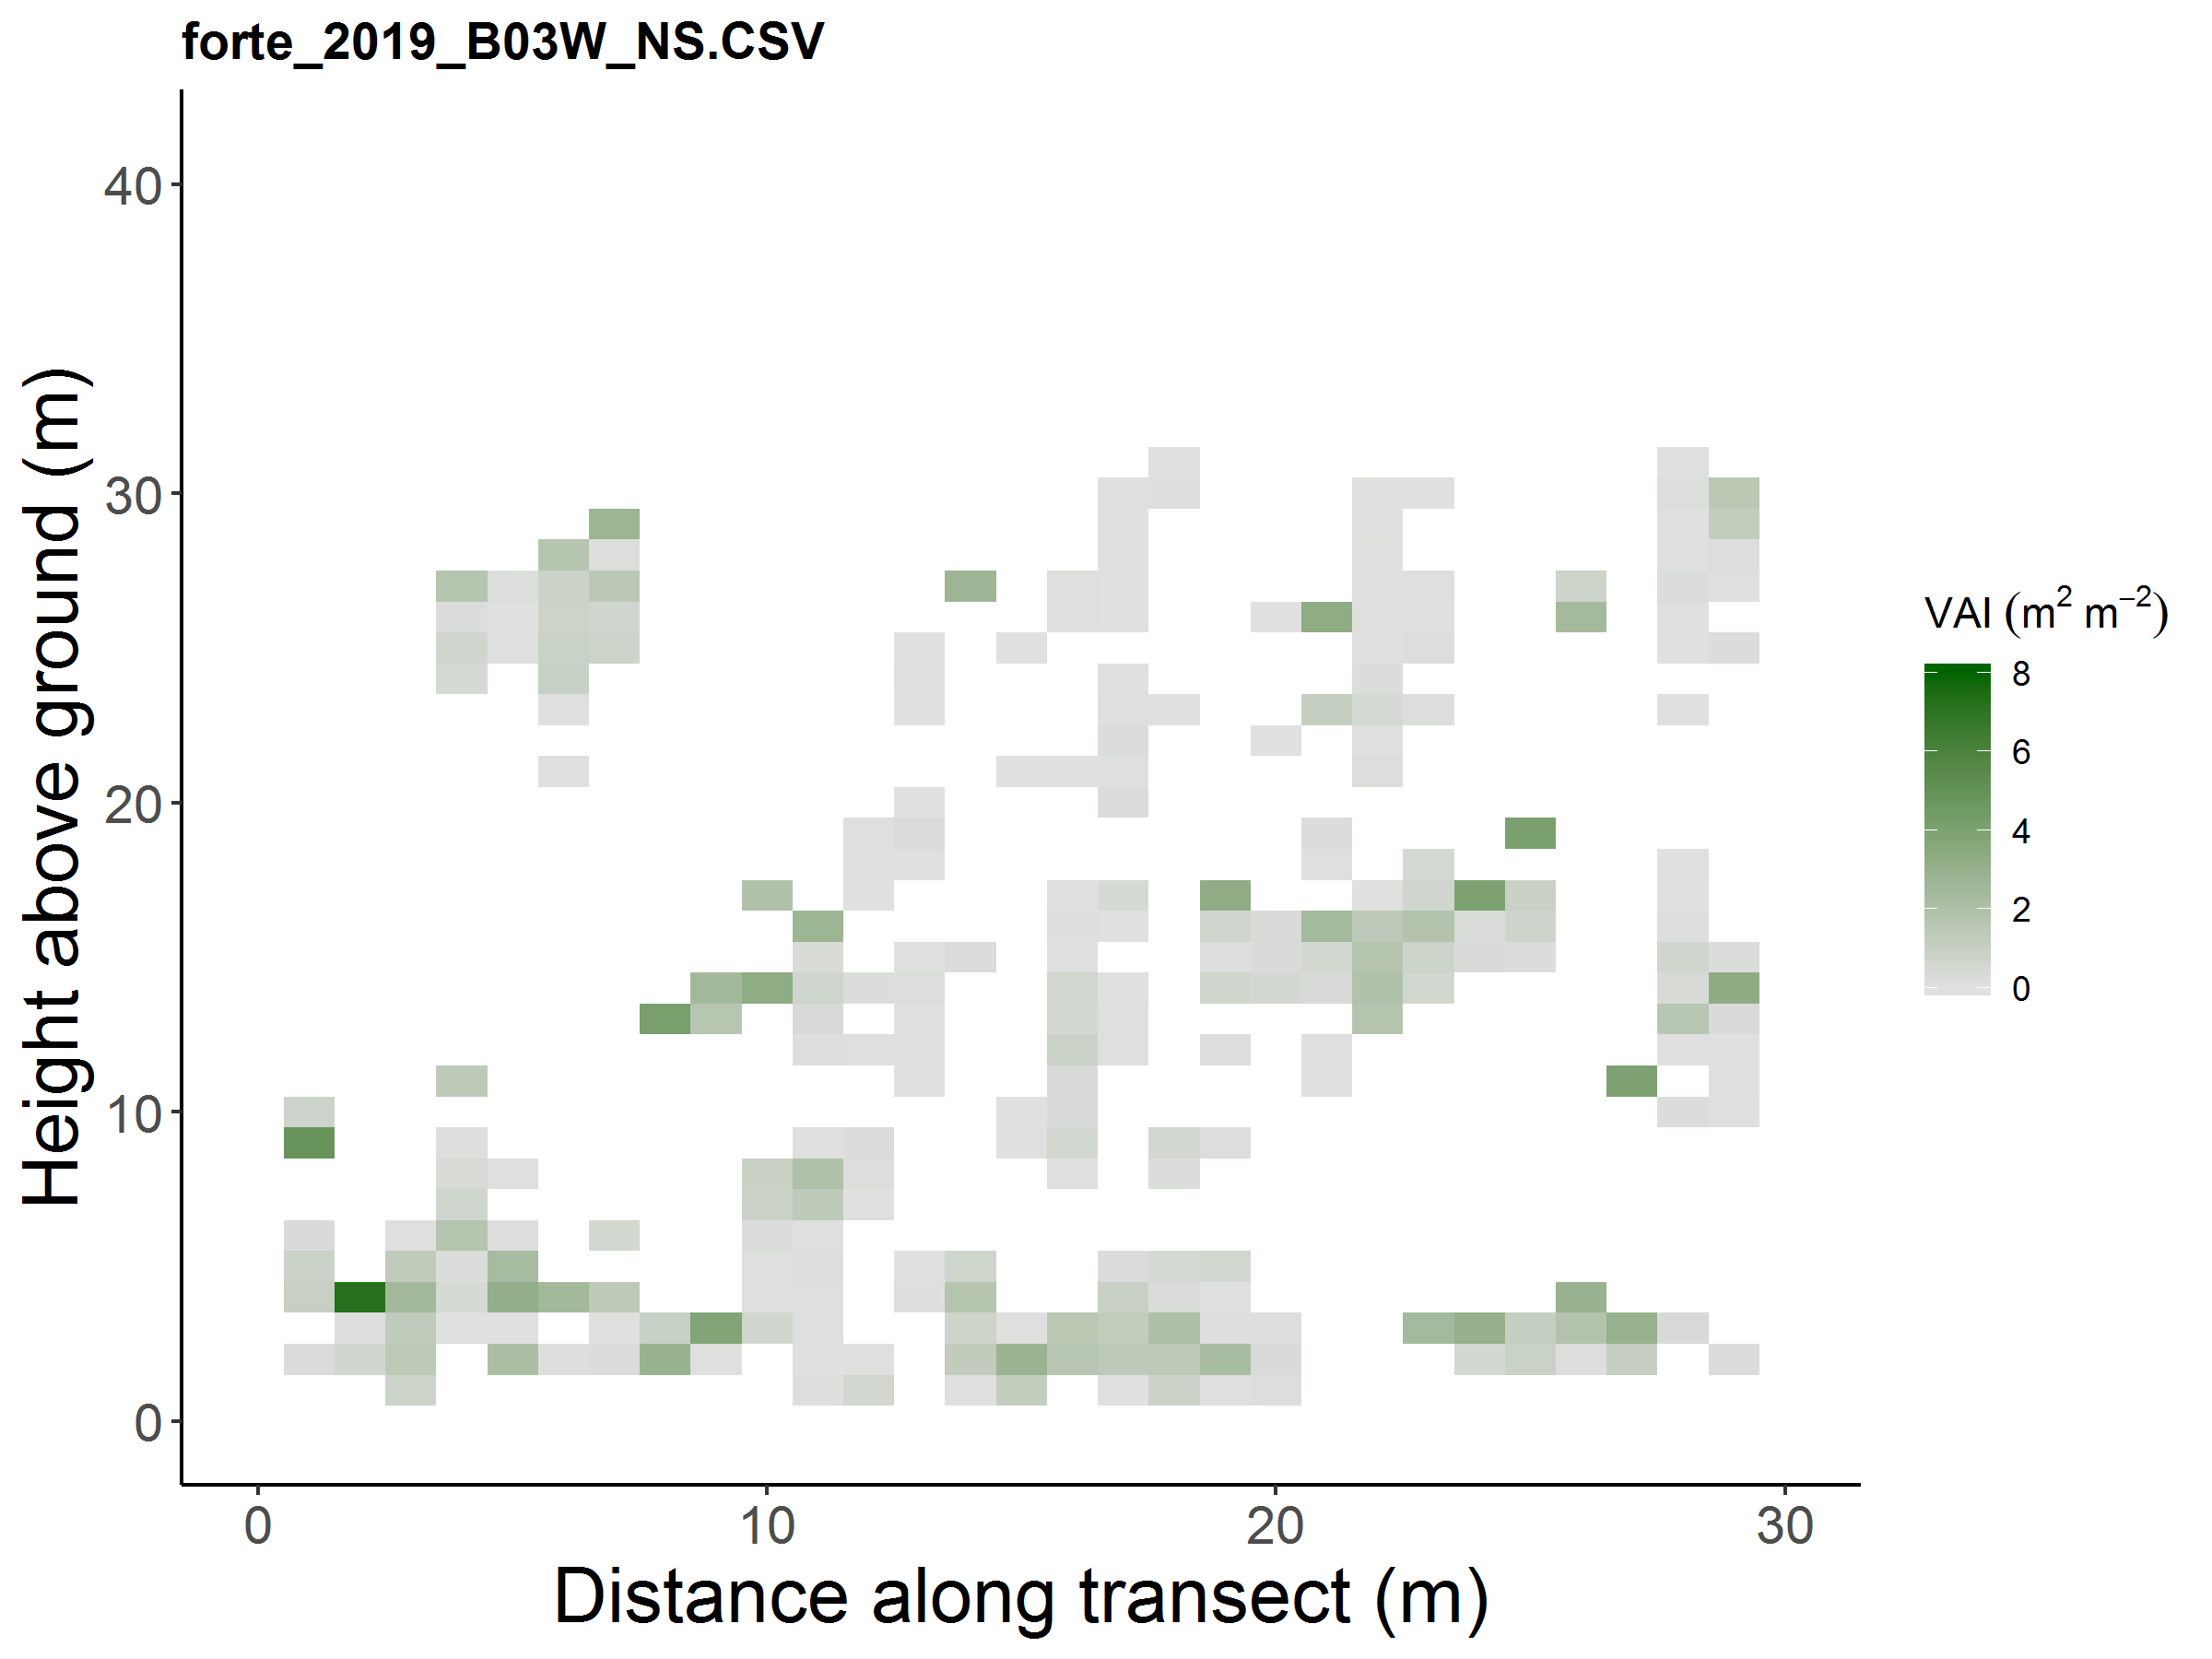 forte_2019_B03W_NS.CSV
Height above ground (m)
40
30
20
10
0
0 10 20 30
Distance along transect (m)
VAI (m² m⁻²)
8
6
4
2
0